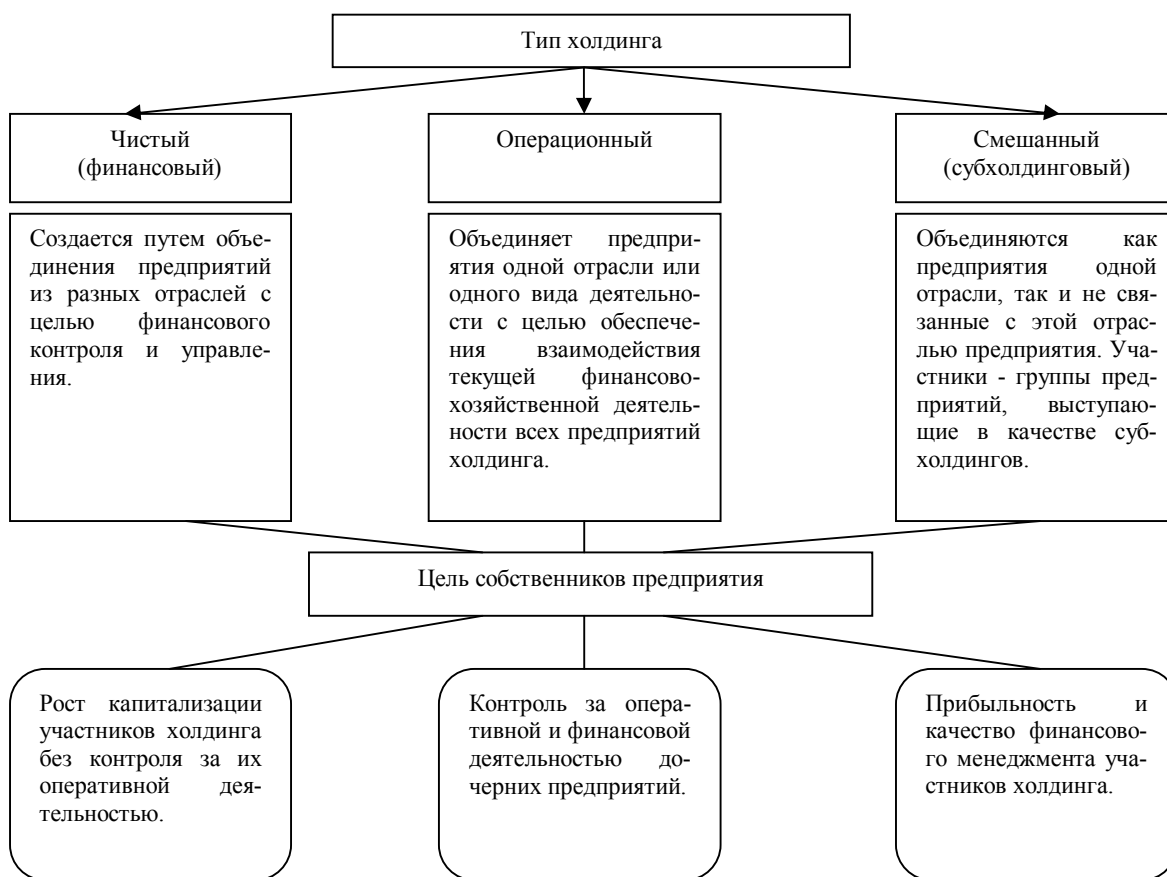 Тип холдинга
Чистый
(финансовый)
Операционный
Смешанный
(субхолдинговый)
Создается путем объе-
динения предприятий
из разных отраслей с
целью финансового
контроля и управле-
ния.
Объединяет предпри-
ятия одной отрасли или
одного вида деятельно-
сти с целью обеспече-
ния взаимодействия
текущей финансово-
хозяйственной деятель-
ности всех предприятий
холдинга.
Объединяются как
предприятия одной
отрасли, так и не свя-
занные с этой отрас-
лью предприятия. Уча-
стники - группы пред-
приятий, выступаю-
щие в качестве суб-
холдингов.
Цель собственников предприятия
Рост капитализации
участников холдинга
без контроля за их
оперативной дея-
тельностью.
Контроль за опера-
тивной и финансовой
деятельностью до-
черних предприятий.
Прибыльность и
качество финансово-
го менеджмента уча-
стников холдинга.